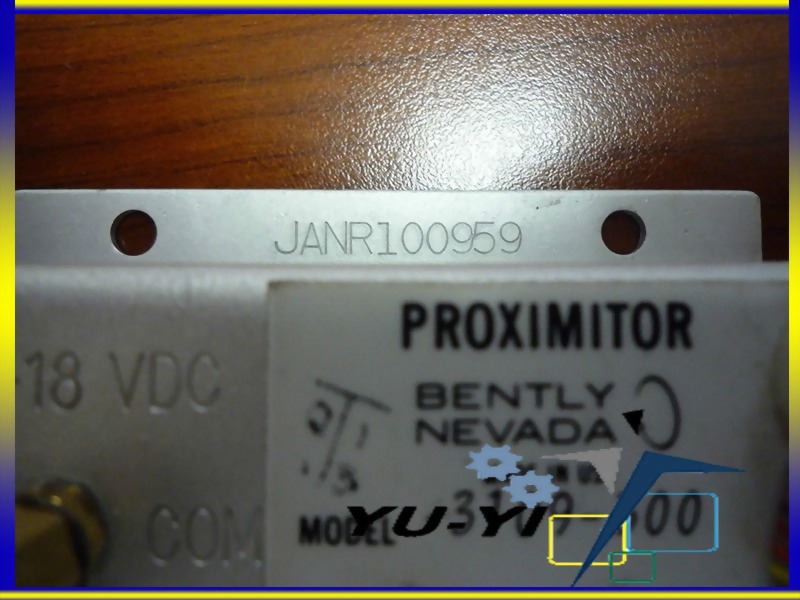 JANR100959
PROXIMITOR
-18 VDC
BENTLY
NEVADA
COM
MODEL
YU-YI